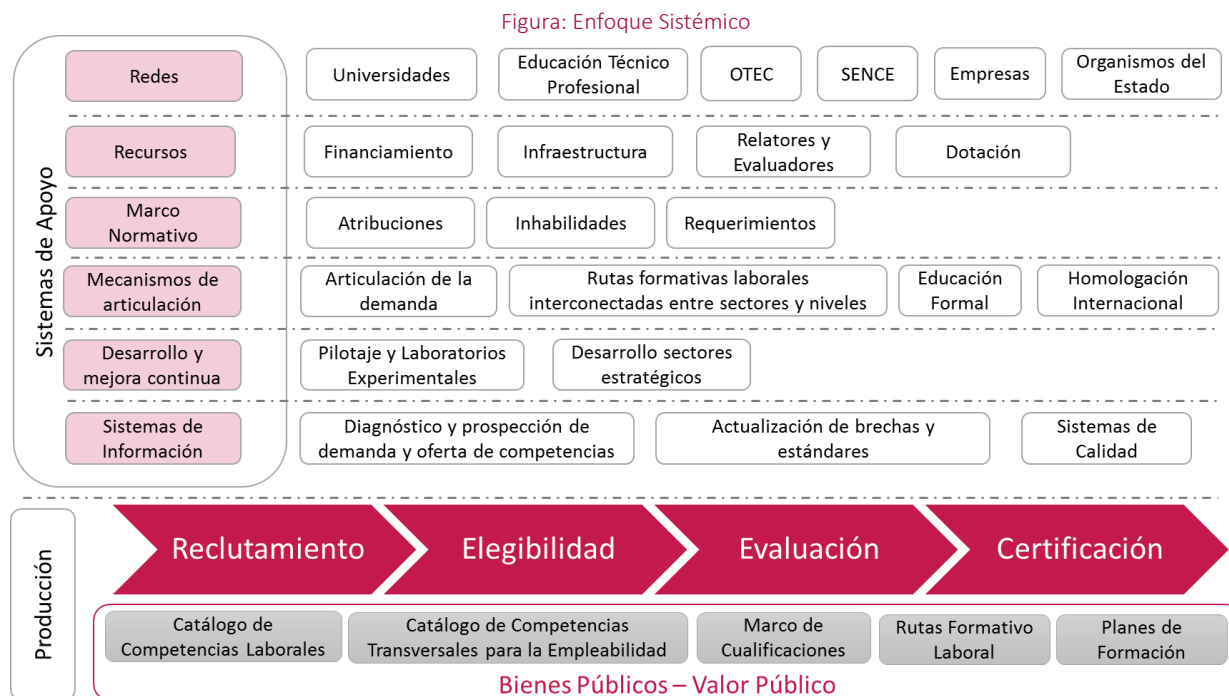 Figura: Enfoque Sistémico
Sistemas de Apoyo
Redes
Universidades
Educación Técnico
Profesional
OTEC
SENCE
Empresas
Organismos del
Estado
Recursos
Financiamiento
Infraestructura
Relatores y
Evaluadores
Dotación
Marco
Normativo
Atribuciones
Inhabilidades
Requerimientos
Mecanismos de
articulación
Articulación de la
demanda
Rutas formativas laborales
interconectadas entre sectores y niveles
Educación
Formal
Homologación
Internacional
Desarrollo y
mejora continua
Pilotaje y Laboratorios
Experimentales
Desarrollo sectores
estratégicos
Sistemas de
Información
Diagnóstico y prospección de
demanda y oferta de competencias
Actualización de brechas y
estándares
Sistemas de
Calidad
Producción
Reclutamiento
Elegibilidad
Evaluación
Certificación
Catálogo de
Competencias Laborales
Catálogo de Competencias
Transversales para la Empleabilidad
Marco de
Cualificaciones
Rutas Formativo
Laboral
Planes de
Formación
Bienes Públicos – Valor Público